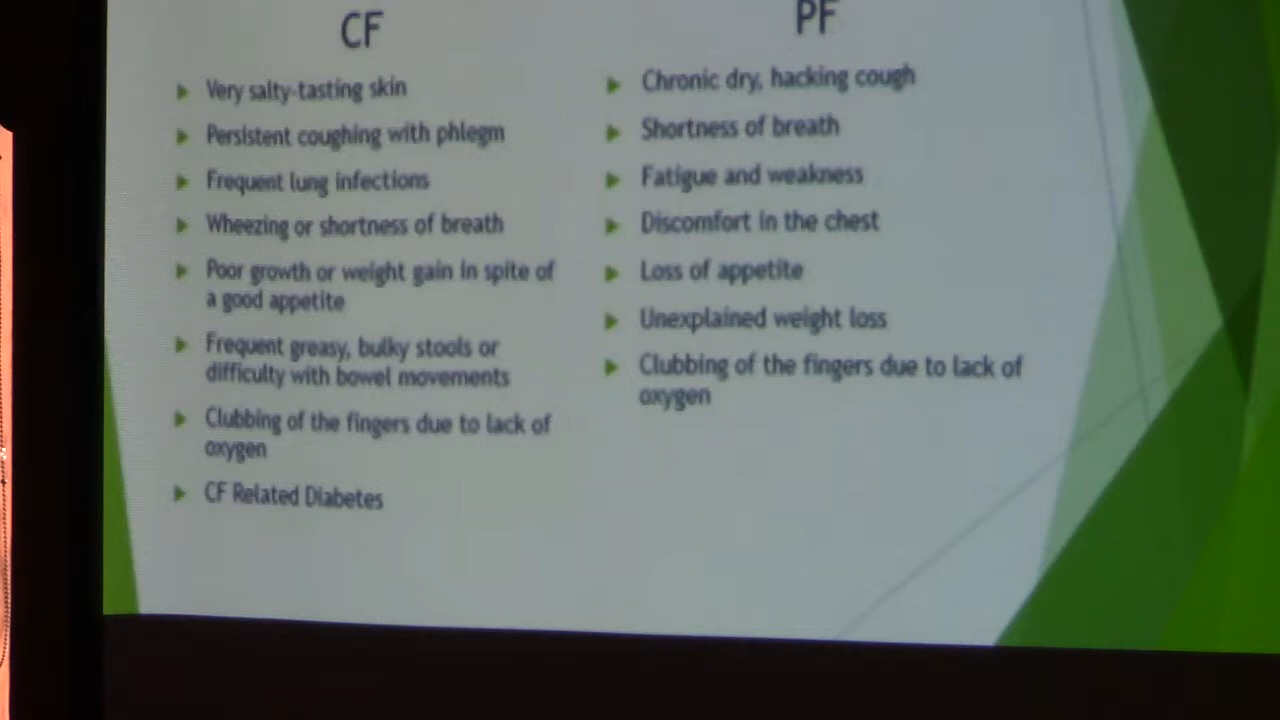 CF
Very salty-tasting skin
Persistent coughing with phlegm
Frequent lung infections
Wheezing or shortness of breath
Poor growth or weight gain in spite of
a good appetite
Frequent greasy, bulky stools or
difficulty with bowel movements
Clubbing of the fingers due to lack of
oxygen
CF Related Diabetes
PF
Chronic dry, hacking cough
Shortness of breath
Fatigue and weakness
Discomfort in the chest
Loss of appetite
Unexplained weight loss
Clubbing of the fingers due to lack of
oxygen